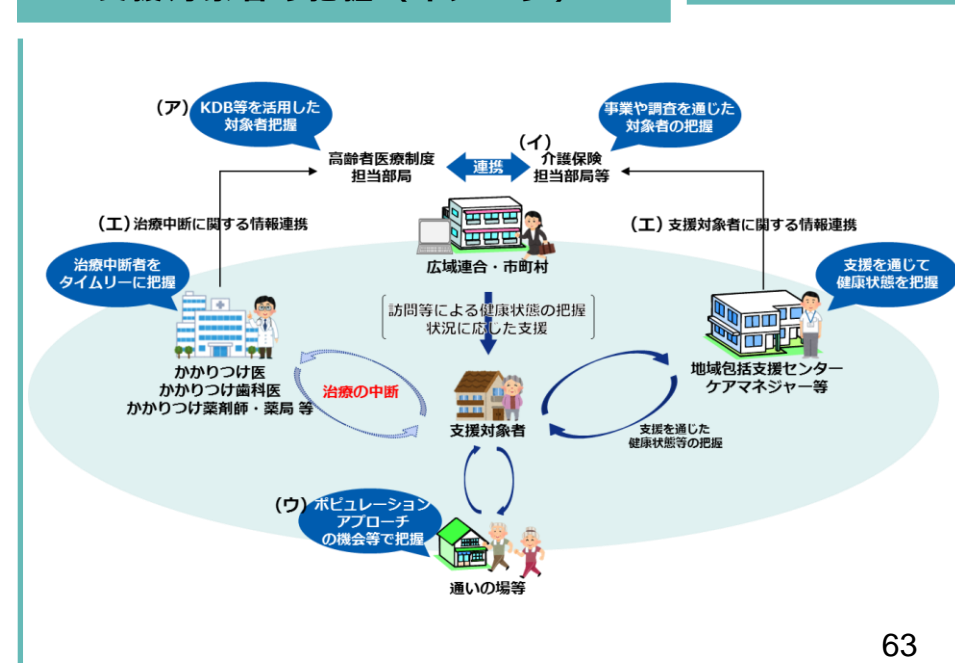 (ア)
KDB等を活用した
対象者把握
事業や調査を通じた
対象者の把握
(イ)
高齢者医療制度
担当部局
連携
介護保険
担当部局等
(エ)治療中断に関する情報連携
(エ)支援対象者に関する情報連携
治療中断者を
タイムリーに把握
支援を通じて
健康状態を把握
広域連合・市町村
訪問等による健康状態の把握
状況に応じた支援
かかりつけ医
かかりつけ歯科医
かかりつけ薬剤師・薬局 等
治療の中断
支援対象者
地域包括支援センター
ケアマネジャー等
支援を通じた
健康状態等の把握
(ウ)
ポピュレーション
アプローチ
の機会等で把握
通いの場等
63